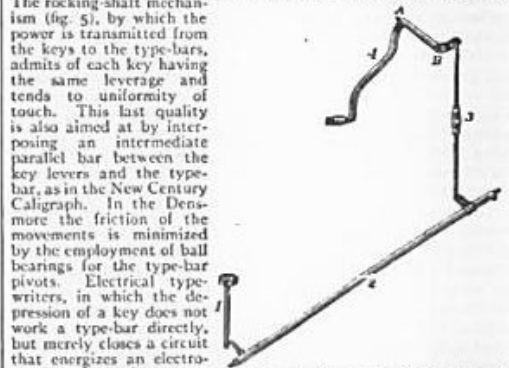 The rocking-shaft mechan-
ism (fig. 5), by which the
power is transmitted from
the keys to the type-bars,
admits of each key having
the same leverage and
tends to uniformity of
touch. This last quality
is also aimed at by inter-
posing an intermediate
parallel bar between the
key levers and the type-
bar, as in the New Century
Caligraph. In the Dens-
more the friction of the
movements is minimized
by the employment of ball
bearings for the type-bar
pivots. Electrical type-
writers, in which the de-
pression of a key does not
work a type-bar directly,
but merely closes a circuit
that energizes an electro-
A
4
B
3
2
1